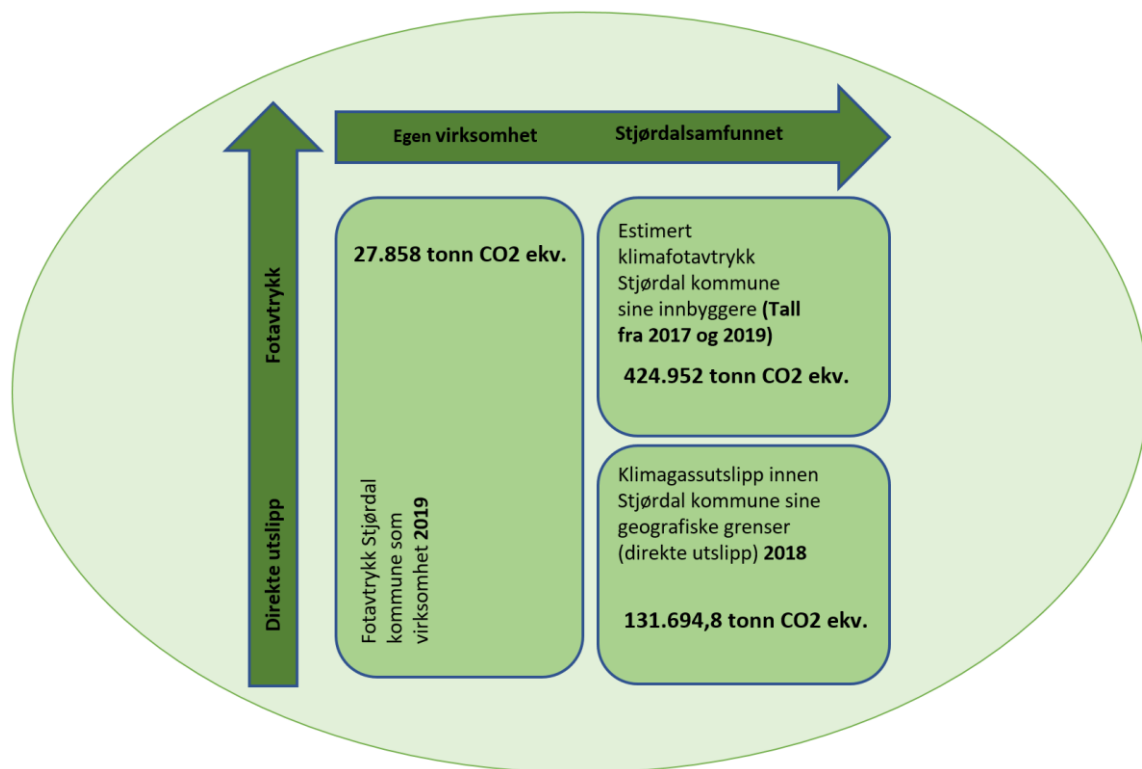 Egen virksomhet
Stjørdalsamfunnet
Fotavtrykk
Direkte utslipp
27.858 tonn CO2 ekv.
Fotavtrykk Stjørdal
kommune som
virksomhet 2019
Estimert
klimafotavtrykk
Stjørdal kommune
sine innbyggere (Tall
fra 2017 og 2019)
424.952 tonn CO2 ekv.
Klimagassutslipp innen
Stjørdal kommune sine
geografiske grenser
(direkte utslipp) 2018
131.694,8 tonn CO2 ekv.